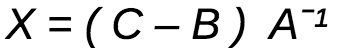 X = ( C – B ) A⁻¹